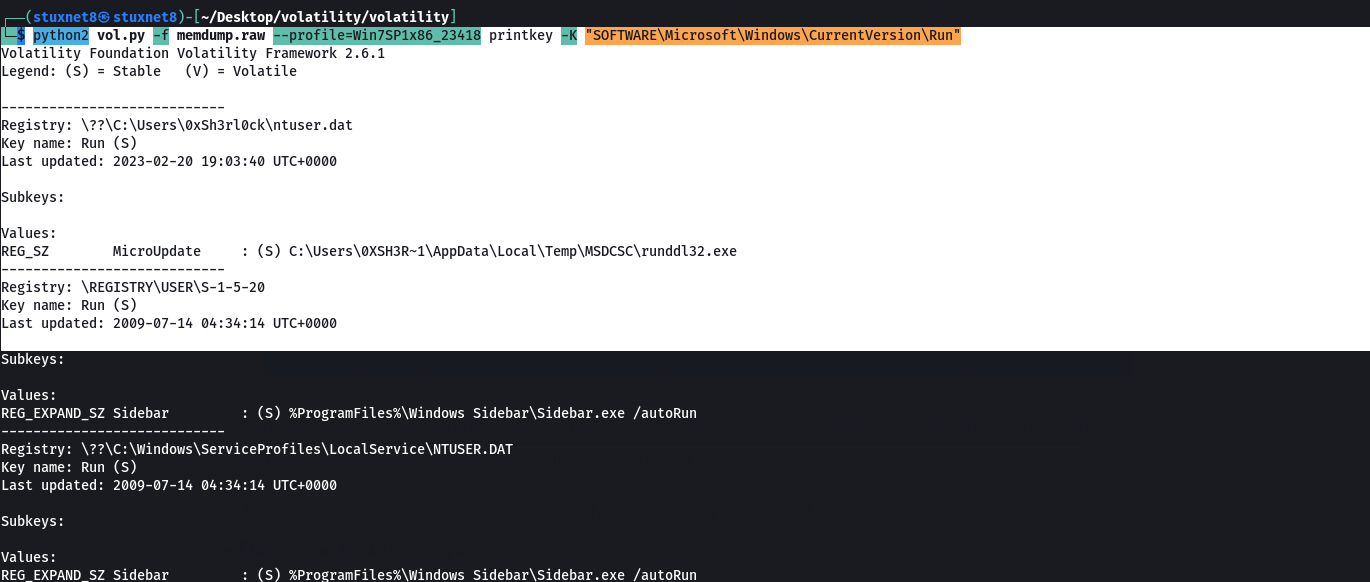 ┌──(stuxnet8㉿stuxnet8)-[~/Desktop/volatility/volatility]
└─$ python2 vol.py -f memdump.raw --profile=Win7SP1x86_23418 printkey -K "SOFTWARE\Microsoft\Windows\CurrentVersion\Run"
Volatility Foundation Volatility Framework 2.6.1
Legend: (S) = Stable   (V) = Volatile
----------------------------
Registry: \??\C:\Users\0xSh3rl0ck\ntuser.dat
Key name: Run (S)
Last updated: 2023-02-20 19:03:40 UTC+0000
Subkeys:
Values:
REG_SZ        MicroUpdate     : (S) C:\Users\0XSH3R~1\AppData\Local\Temp\MSDCSC\runddl32.exe
----------------------------
Registry: \REGISTRY\USER\S-1-5-20
Key name: Run (S)
Last updated: 2009-07-14 04:34:14 UTC+0000
Subkeys:
Values:
REG_EXPAND_SZ Sidebar         : (S) %ProgramFiles%\Windows Sidebar\Sidebar.exe /autoRun
----------------------------
Registry: \??\C:\Windows\ServiceProfiles\LocalService\NTUSER.DAT
Key name: Run (S)
Last updated: 2009-07-14 04:34:14 UTC+0000
Subkeys:
Values:
REG_EXPAND_SZ Sidebar         : (S) %ProgramFiles%\Windows Sidebar\Sidebar.exe /autoRun